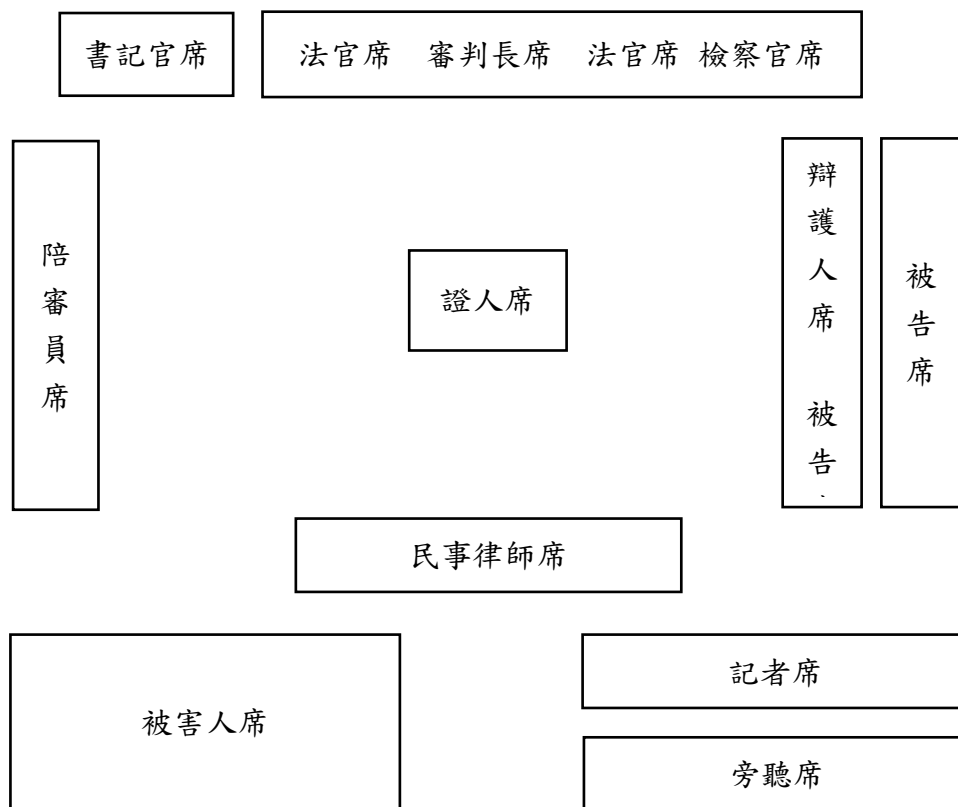 書記官席
法官席 審判長席 法官席 檢察官席
陪審員席
證人席
辯護人席 被告
被告席
民事律師席
被害人席
記者席
旁聽席